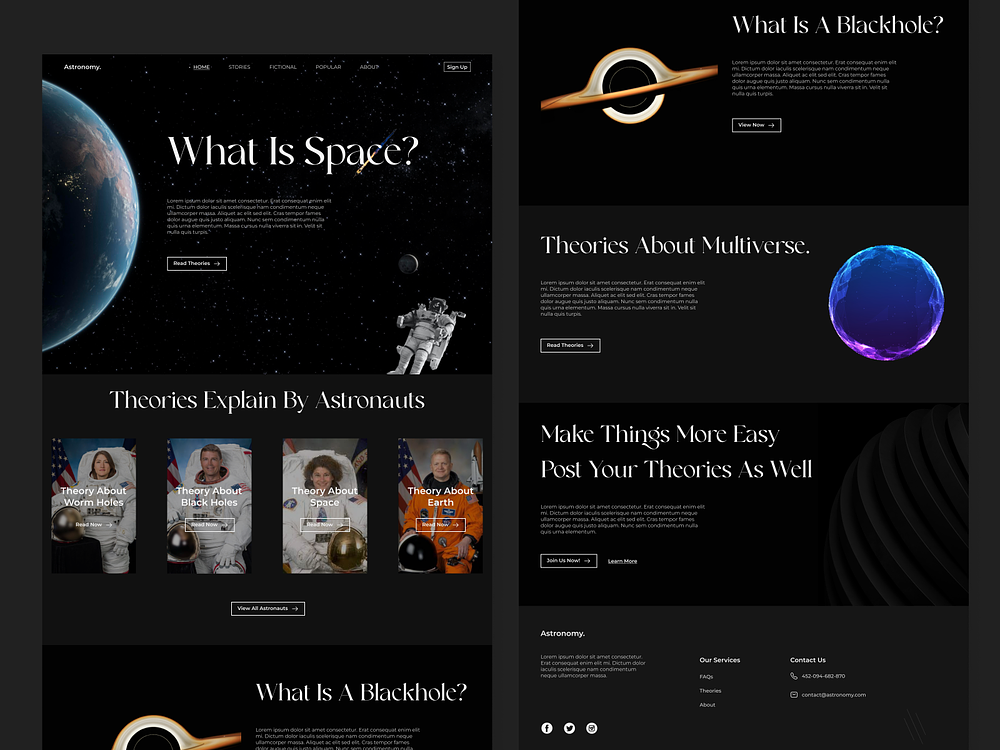 Astronomy.
HOME STORIES FICTIONAL POPULAR ABOUT
Sign Up
What Is Space?
Lorem ipsum dolor sit amet consectetur. Erat consequat enim elit
mi. Dictum dolor iaculis scelerisque nam condimentum neque
ullamcorper massa. Aliquet ac elit sed elit. Cras tempor fames
dolor augue quis justo aliquam. Nunc sem condimentum nulla
quis urna elementum. Massa cursus nulla viverra sit in. Velit sit
nulla quis turpis.
Read Theories
Theories Explain By Astronauts
Theory About
Worm Holes
Read Now
Theory About
Black Holes
Read Now
Theory About
Space
Read Now
Theory About
Earth
Read Now
View All Astronauts
What Is A Blackhole?
Lorem ipsum dolor sit amet consectetur. Erat consequat enim elit
mi. Dictum dolor iaculis scelerisque nam condimentum neque
ullamcorper massa. Aliquet ac elit sed elit. Cras tempor fames
What Is A Blackhole?
Lorem ipsum dolor sit amet consectetur. Erat consequat enim elit
mi. Dictum dolor iaculis scelerisque nam condimentum neque
ullamcorper massa. Aliquet ac elit sed elit. Cras tempor fames
dolor augue quis justo aliquam. Nunc sem condimentum nulla
quis urna elementum. Massa cursus nulla viverra sit in. Velit sit
nulla quis turpis.
View Now
Theories About Multiverse.
Lorem ipsum dolor sit amet consectetur. Erat consequat enim elit
mi. Dictum dolor iaculis scelerisque nam condimentum neque
ullamcorper massa. Aliquet ac elit sed elit. Cras tempor fames
dolor augue quis justo aliquam. Nunc sem condimentum nulla
quis urna elementum. Massa cursus nulla viverra sit in. Velit sit
nulla quis turpis.
Read Theories
Make Things More Easy
Post Your Theories As Well
Lorem ipsum dolor sit amet consectetur. Erat consequat enim elit
mi. Dictum dolor iaculis scelerisque nam condimentum neque
ullamcorper massa. Aliquet ac elit sed elit. Cras tempor fames
dolor augue quis justo aliquam. Nunc sem condimentum nulla
quis urna elementum.
Join Us Now!
Learn More
Astronomy.
Lorem ipsum dolor sit amet consectetur.
Erat consequat enim elit mi. Dictum
dolor iaculis scelerisque nam condimentum
neque ullamcorper massa.
Our Services
FAQs
Theories
About
Contact Us
452-094-682-870
contact@astronomy.com